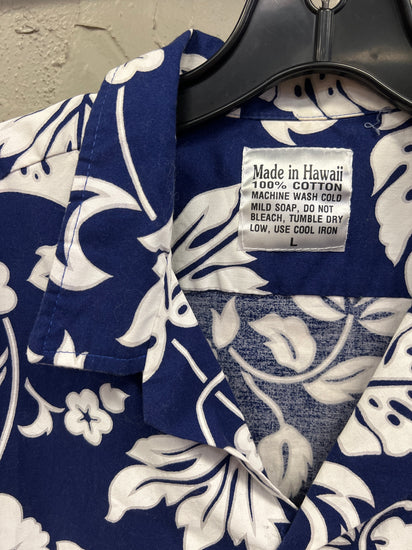 Made in Hawaii
100% COTTON
MACHINE WASH COLD
MILD SOAP, DO NOT
BLEACH, TUMBLE DRY
LOW, USE COOL IRON
L